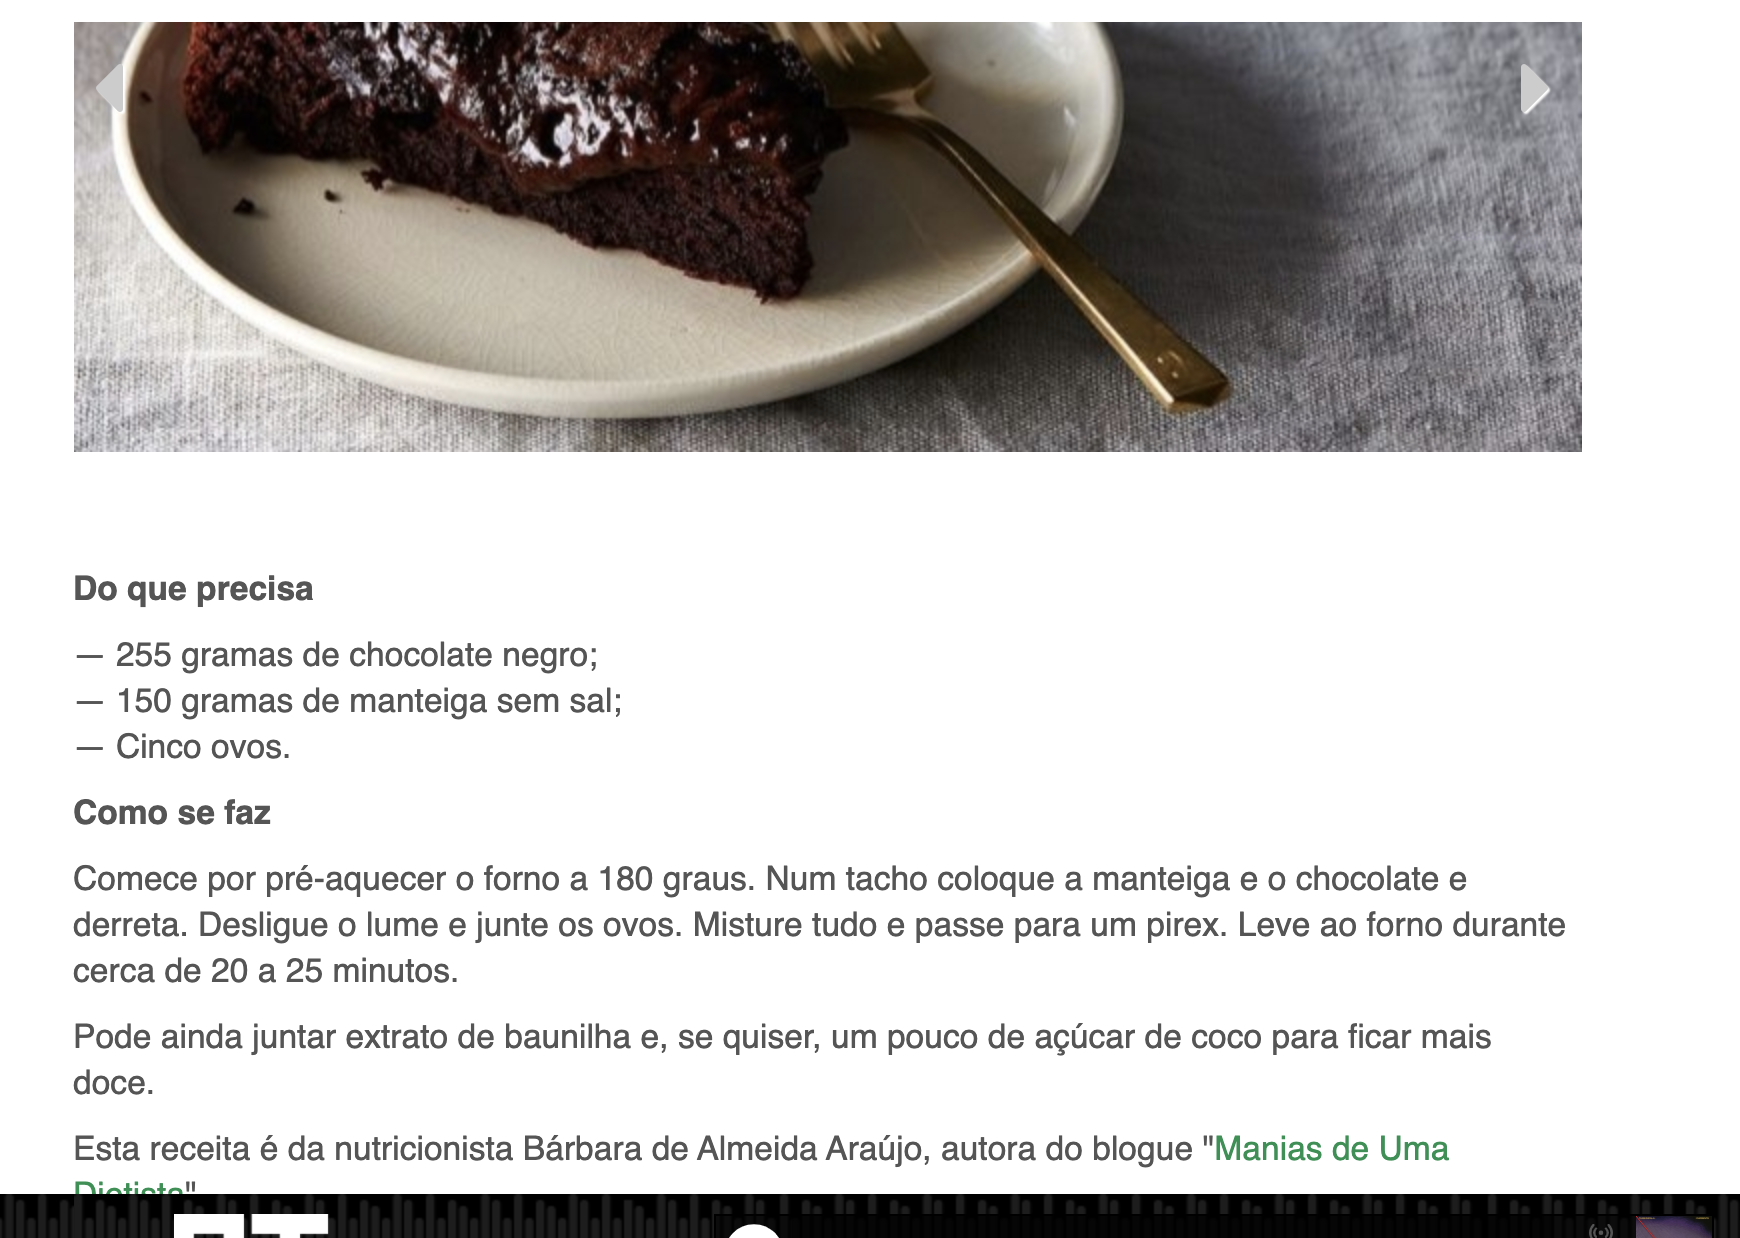 Do que precisa
— 255 gramas de chocolate negro;
— 150 gramas de manteiga sem sal;
— Cinco ovos.
Como se faz
Comece por pré-aquecer o forno a 180 graus. Num tacho coloque a manteiga e o chocolate e
derreta. Desligue o lume e junte os ovos. Misture tudo e passe para um pirex. Leve ao forno durante
cerca de 20 a 25 minutos.
Pode ainda juntar extrato de baunilha e, se quiser, um pouco de açúcar de coco para ficar mais
doce.
Esta receita é da nutricionista Bárbara de Almeida Araújo, autora do blogue "Manias de Uma
Dietista"